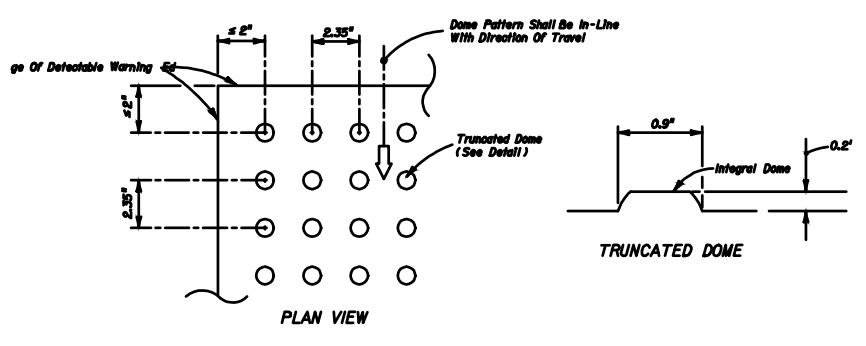 ≤ 2"
2.35"
Dome Pattern Shall Be In-Line
With Direction Of Travel
ge Of Detectable Warning Ed
≤ 2"
2.35"
Truncated Dome
(See Detail)
PLAN VIEW
0.9"
0.2'
Integral Dome
TRUNCATED DOME